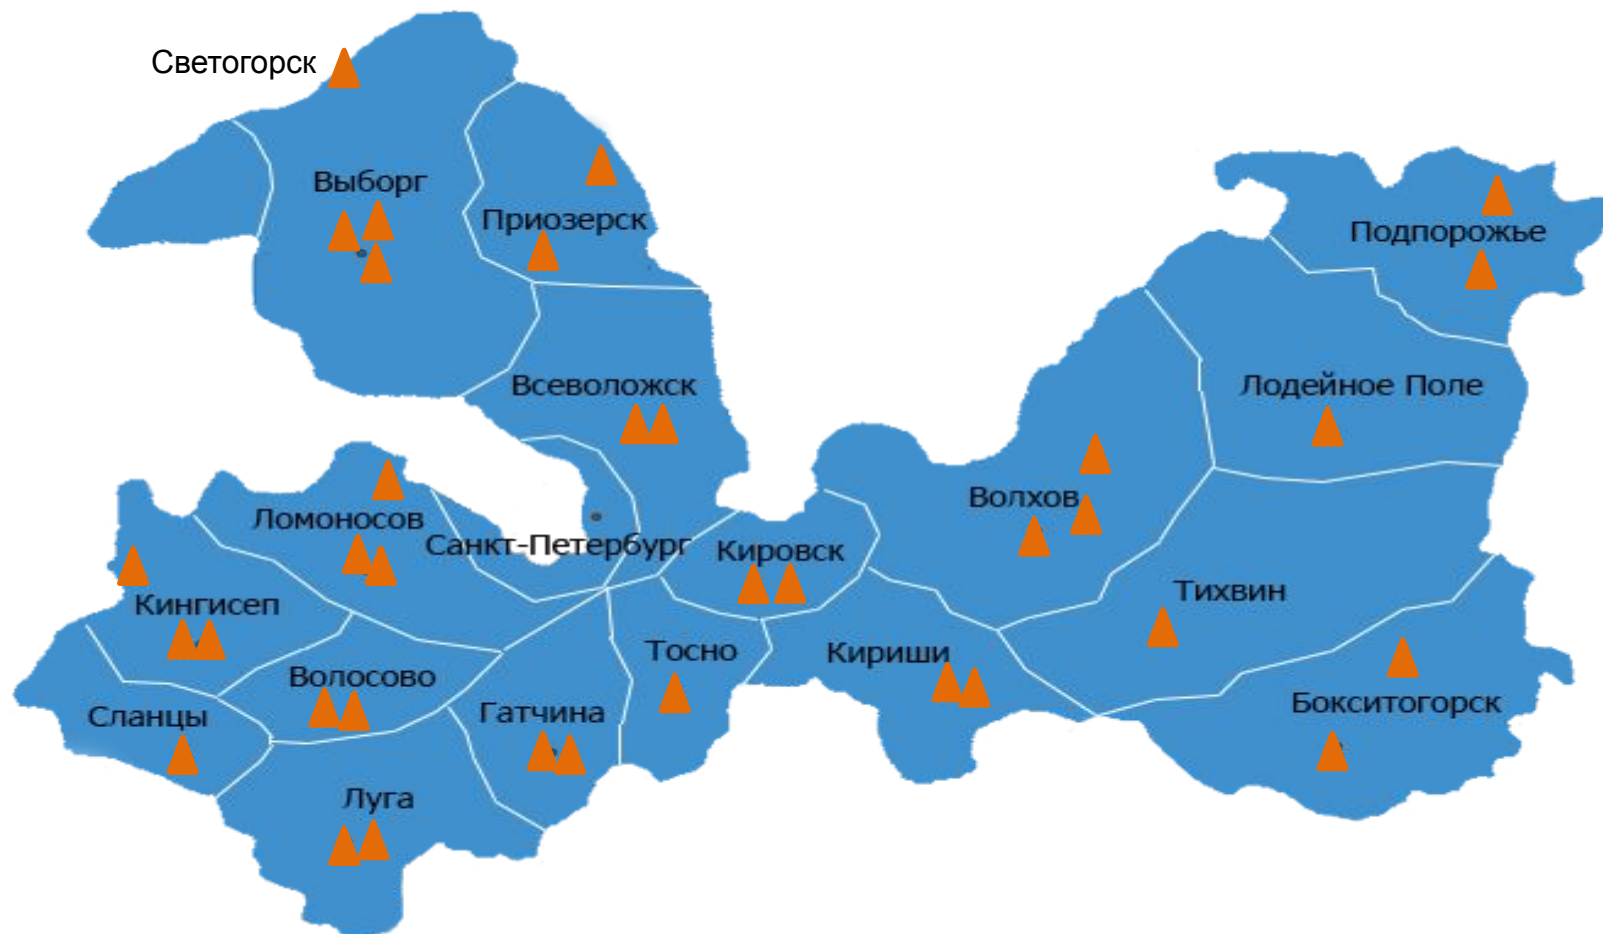 Светогорск
Выборг
Приозерск
Подпорожье
Всеволожск
Лодейное Поле
Волхов
Ломоносов
Санкт-Петербург
Кировск
Тихвин
Кингисеп
Тосно
Кириши
Волосово
Бокситогорск
Сланцы
Гатчина
Луга